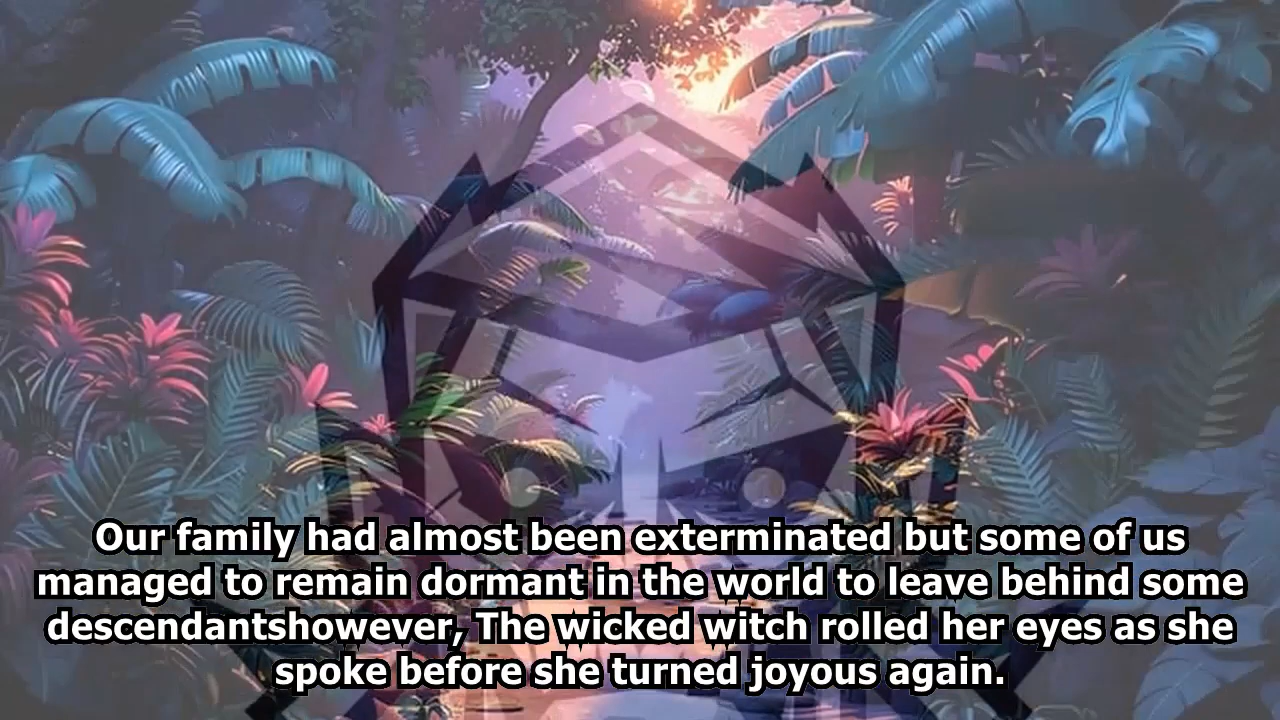 Our family had almost been exterminated but some of us
managed to remain dormant in the world to leave behind some
descendantshowever, The wicked witch rolled her eyes as she
spoke before she turned joyous again.